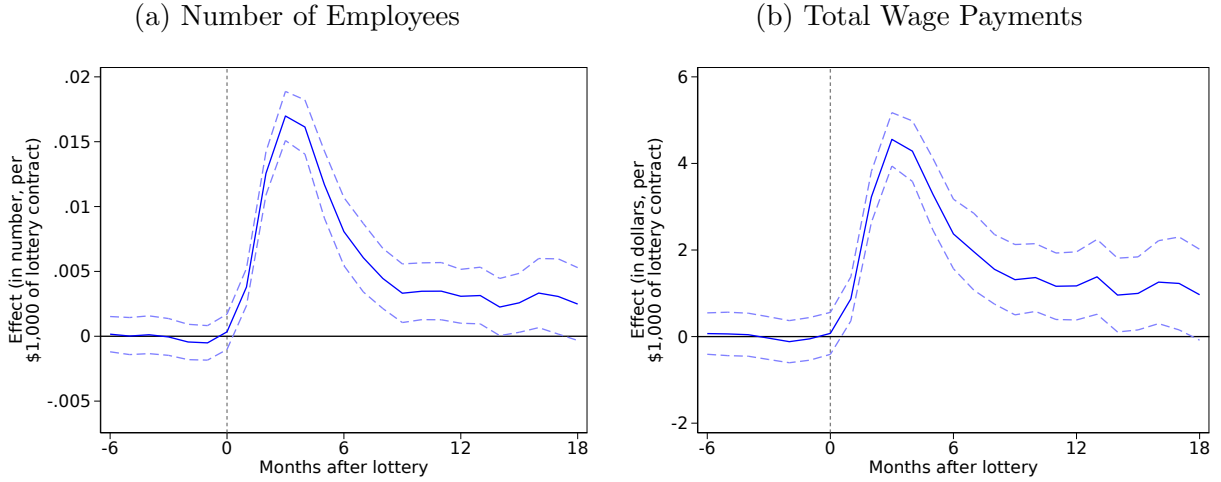 (a) Number of Employees
.02
.015
.01
.005
0
-.005
Effect (in number, per
$1,000 of lottery contract)
-6
0
6
12
18
Months after lottery
(b) Total Wage Payments
6
4
2
0
-2
Effect (in dollars, per
$1,000 of lottery contract)
-6
0
6
12
18
Months after lottery